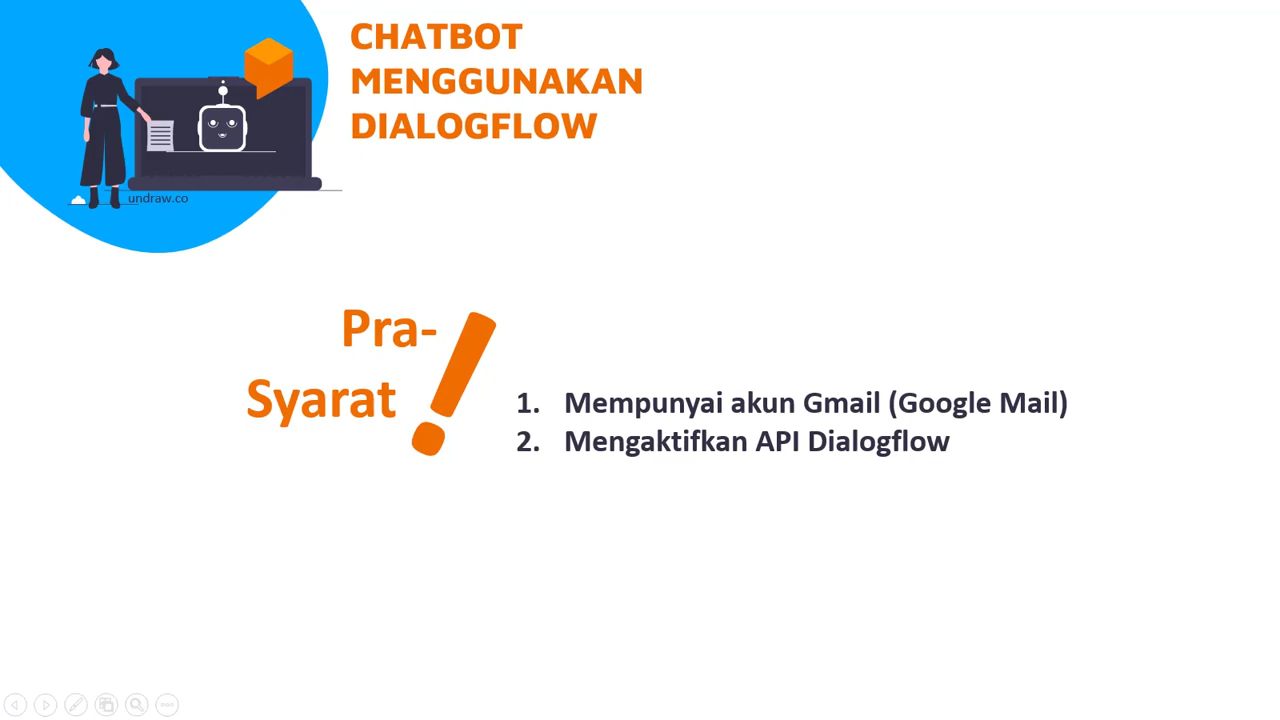 CHATBOT
MENGGUNAKAN
DIALOGFLOW
undraw.co
Pra-
Syarat
!
1. Mempunyai akun Gmail (Google Mail)
2. Mengaktifkan API Dialogflow